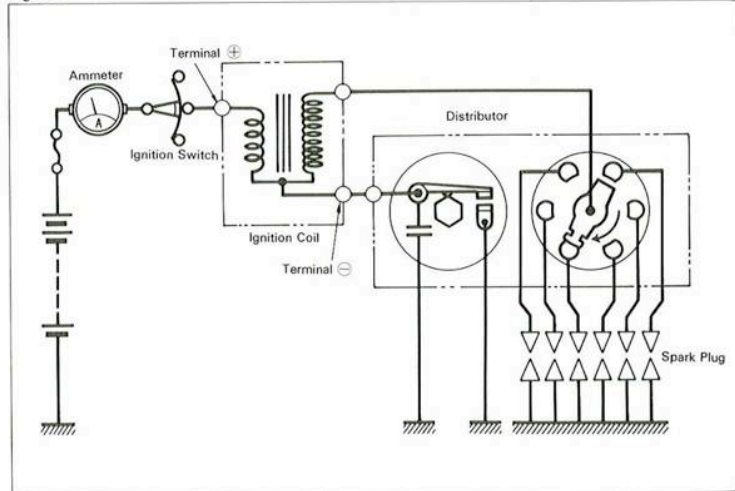 Terminal ⊕
Ammeter
A
Ignition Switch
Distributor
Ignition Coil
Terminal ⊖
Spark Plug